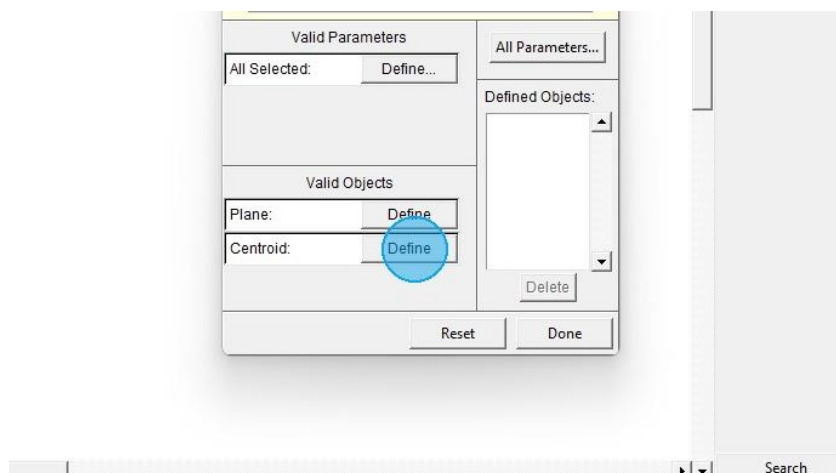 Valid Parameters
All Selected: Define...
All Parameters...
Defined Objects:
Valid Objects
Plane: Define
Centroid: Define
Delete
Reset Done
Search